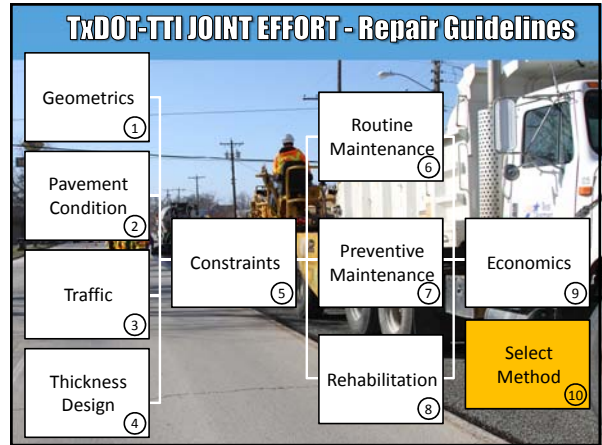 TxDOT-TTI JOINT EFFORT - Repair Guidelines
Geometrics
1
Pavement
Condition
2
Traffic
3
Thickness
Design
4
Constraints
5
Routine
Maintenance
6
Preventive
Maintenance
7
Rehabilitation
8
Economics
9
Select
Method
10